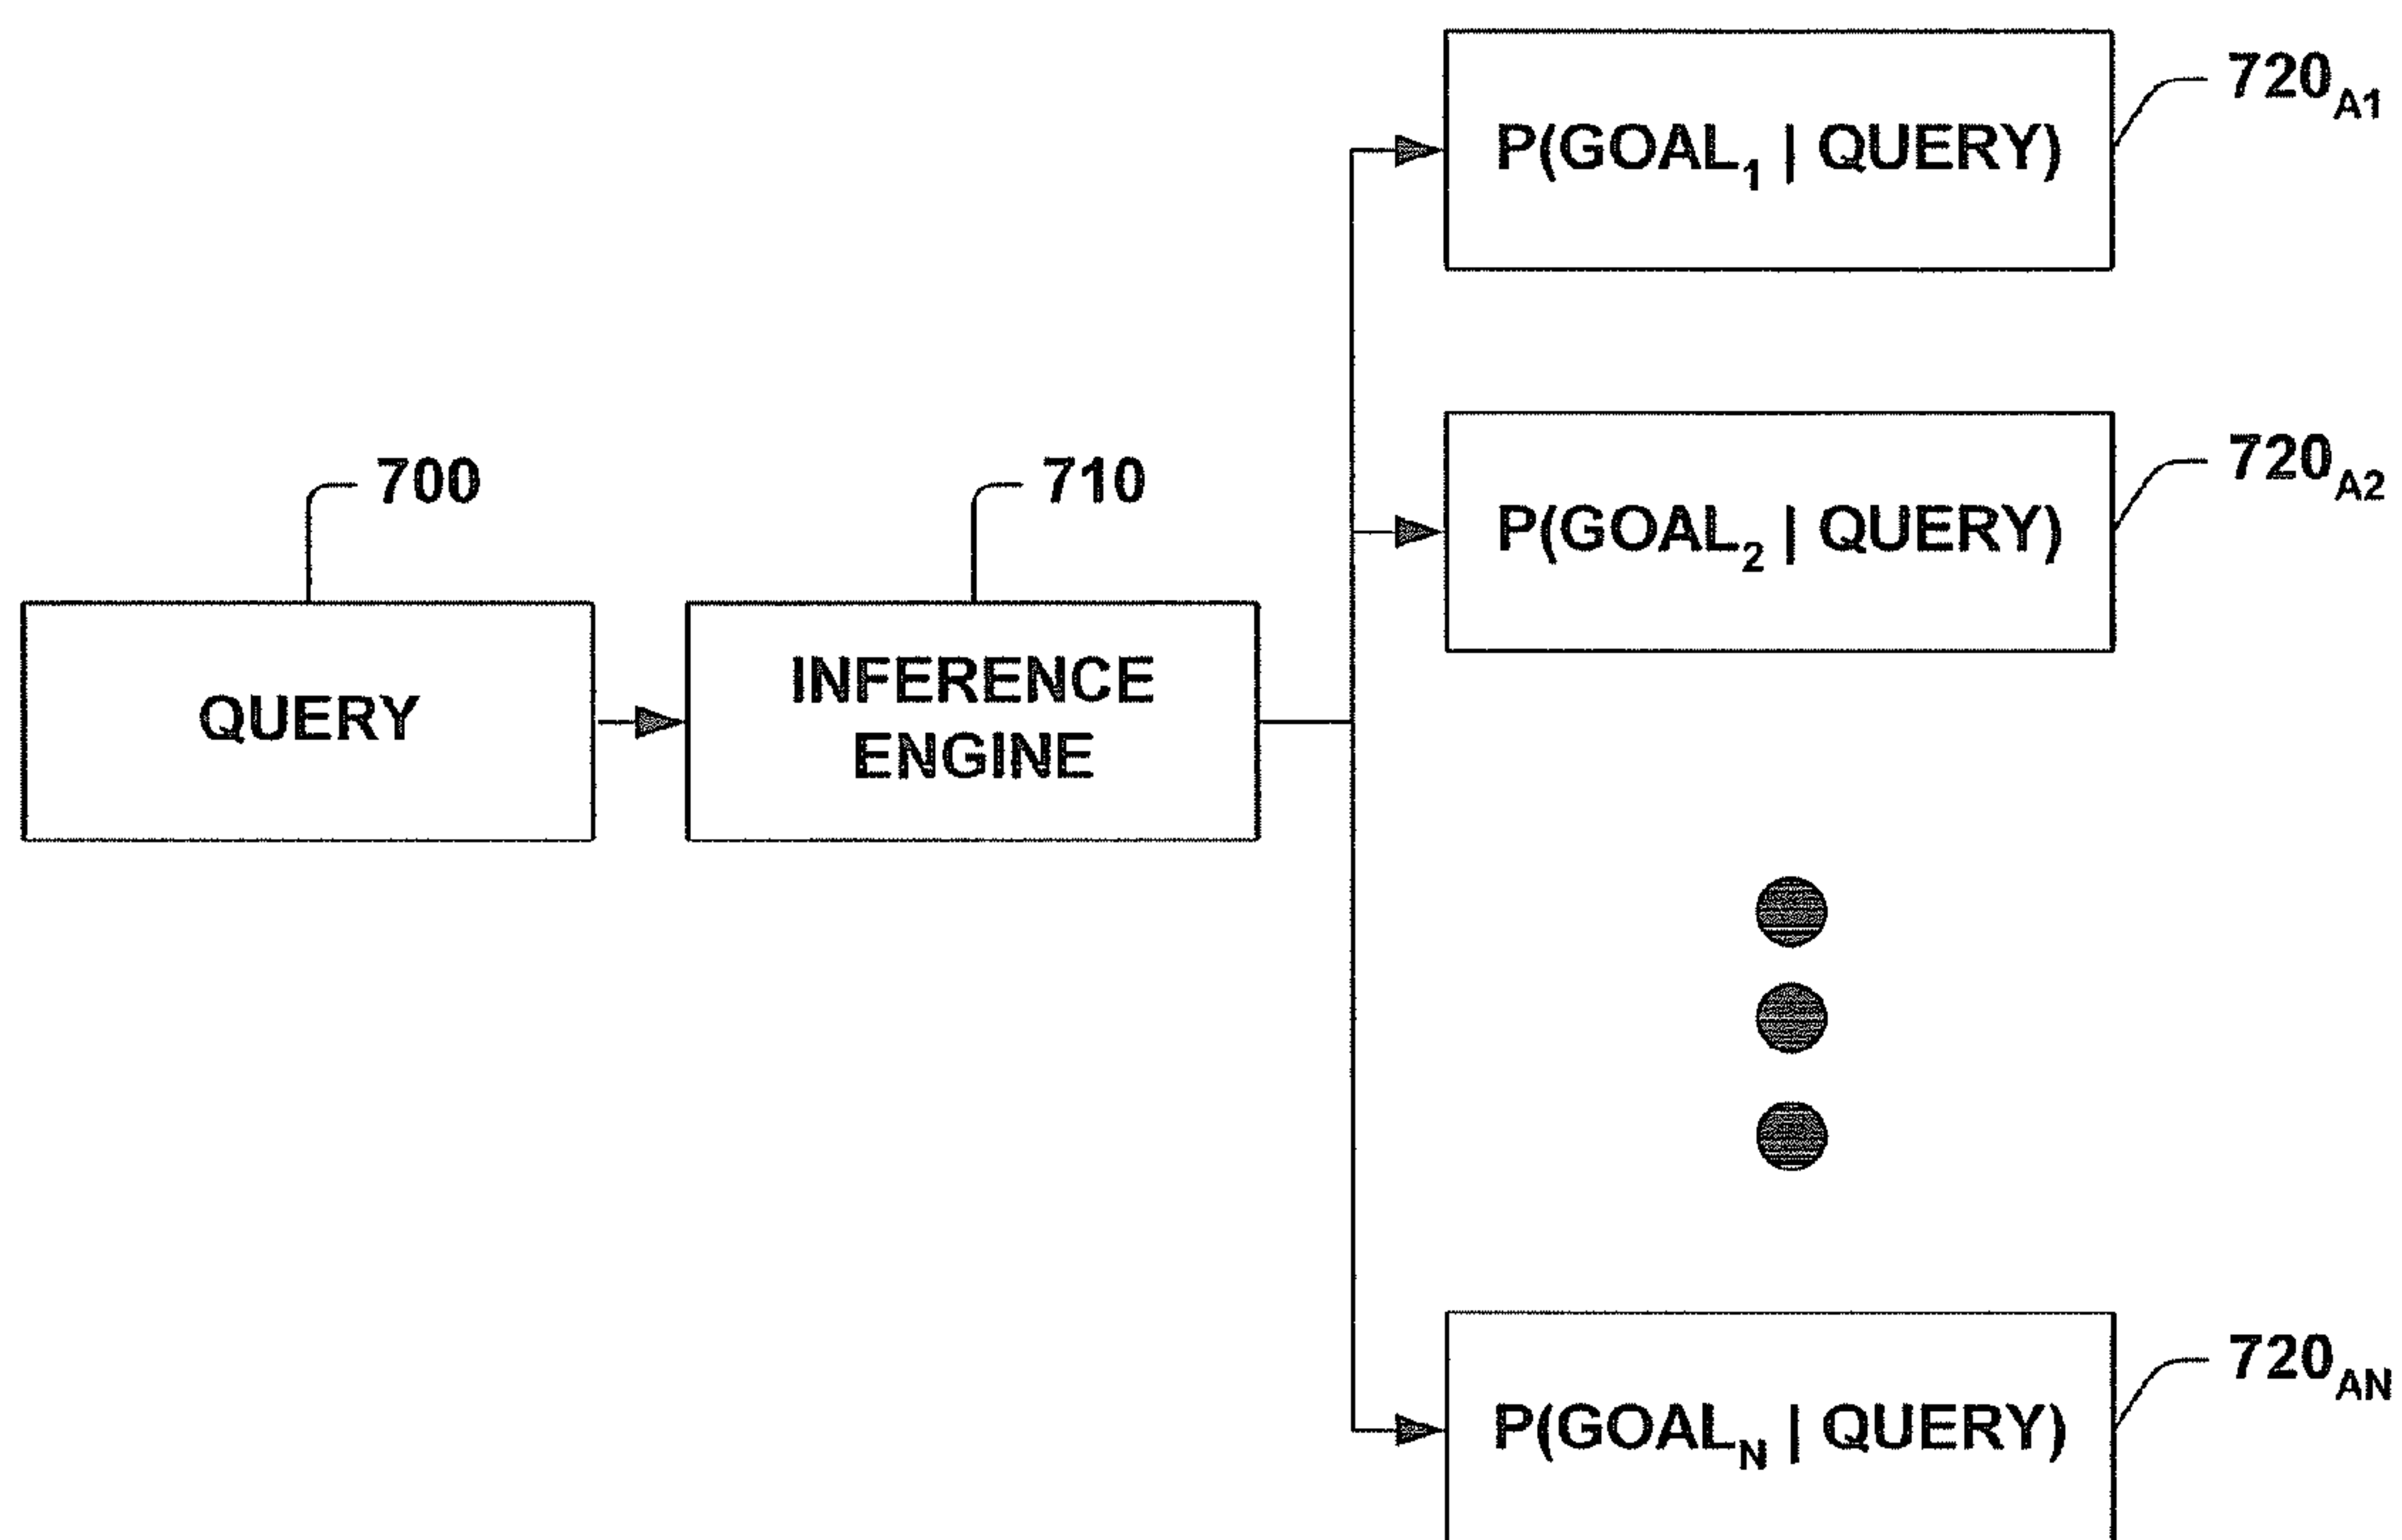 720A1
P(GOAL1 | QUERY)
720A2
P(GOAL2 | QUERY)
700
710
QUERY
INFERENCE
ENGINE
720AN
P(GOALN | QUERY)